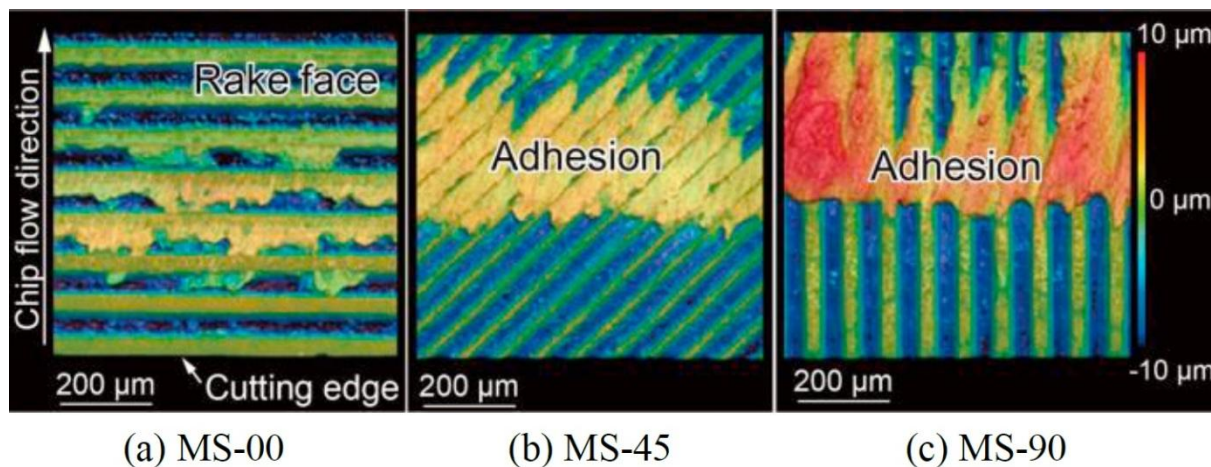 Chip flow direction
Rake face
200 μm
Cutting edge
Adhesion
200 μm
Adhesion
200 μm
10 μm
0 μm
-10 μm
(a) MS-00
(b) MS-45
(c) MS-90